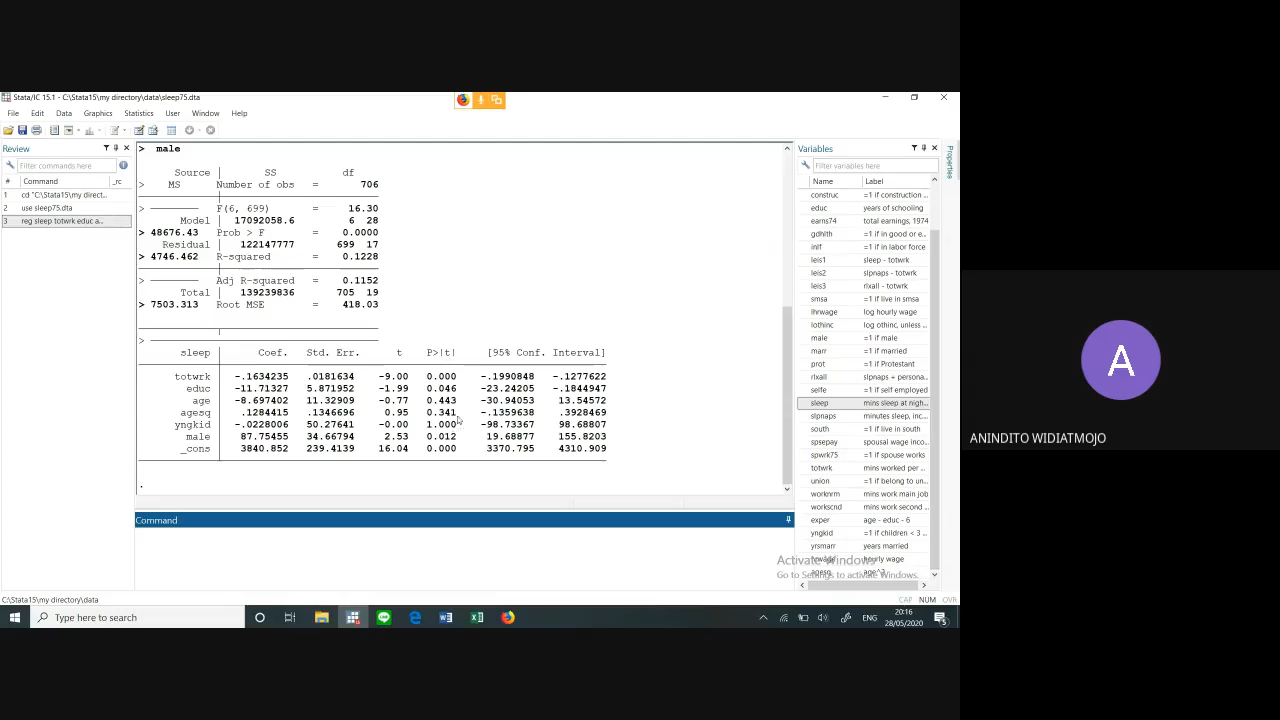 Stata/IC 15.1 - C:\Stata15\my directory\data\sleep75.dta
File Edit Data Graphics Statistics User Window Help
Review
Filter commands here
# Command _rc
1 cd "C:\Stata15\my direct...
2 use sleep75.dta
3 reg sleep totwrk educ a...
> male
Source | SS df
> MS Number of obs = 706
> F(6, 699) = 16.30
Model | 17092058.6 6 28
> 48676.43 Prob > F = 0.0000
Residual | 122147777 699 17
> 4746.462 R-squared = 0.1228
> Adj R-squared = 0.1152
Total | 139239836 705 19
> 7503.313 Root MSE = 418.03
>
sleep | Coef. Std. Err. t P>|t| [95% Conf. Interval]
totwrk | -.1634235 .0181634 -9.00 0.000 -.1990848 -.1277622
educ | -11.71327 5.871952 -1.99 0.046 -23.24205 -.1844947
age | -8.697402 11.32909 -0.77 0.443 -30.94053 13.54572
agesq | .1284415 .1346696 0.95 0.341 -.1359638 .3928469
yngkid | -.0228006 50.27641 -0.00 1.000 -98.73367 98.68807
male | 87.75455 34.66794 2.53 0.012 19.68877 155.8203
_cons | 3840.852 239.4139 16.04 0.000 3370.795 4310.909
.
Command
Variables
Filter variables here
Name Label
construc =1 if construction ...
educ years of schooling
earns74 total earnings, 1974
gdhlth =1 if in good or e...
inlf =1 if in labor force
leis1 sleep - totwrk
leis2 slpnaps - totwrk
leis3 rlxall - totwrk
smsa =1 if live in smsa
lhrwage log hourly wage
lothinc log othinc, unless ...
male =1 if male
marr =1 if married
prot =1 if Protestant
rlxall slpnaps + persona...
selfe =1 if self employed
sleep mins sleep at nigh...
slpnaps minutes sleep, inc...
south =1 if live in south
spsepay spousal wage inco...
spwrk75 =1 if spouse works
totwrk mins worked per ...
union =1 if belong to un...
worknrm mins work main job
workscnd mins work second ...
exper age - educ - 6
yngkid =1 if children < 3 ...
yrsmarr years married
hourly wage
agesq
Properties
Activate Windows
Go to Settings to activate Windows.
C:\Stata15\my directory\data
CAP NUM OVR
Type here to search
ENG
20:16
28/05/2020
A
ANINDITO WIDIATMOJO